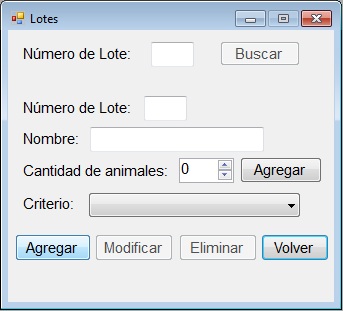 Lotes
Número de Lote: Buscar
Número de Lote:
Nombre:
Cantidad de animales: 0 Agregar
Criterio:
Agregar Modificar Eliminar Volver